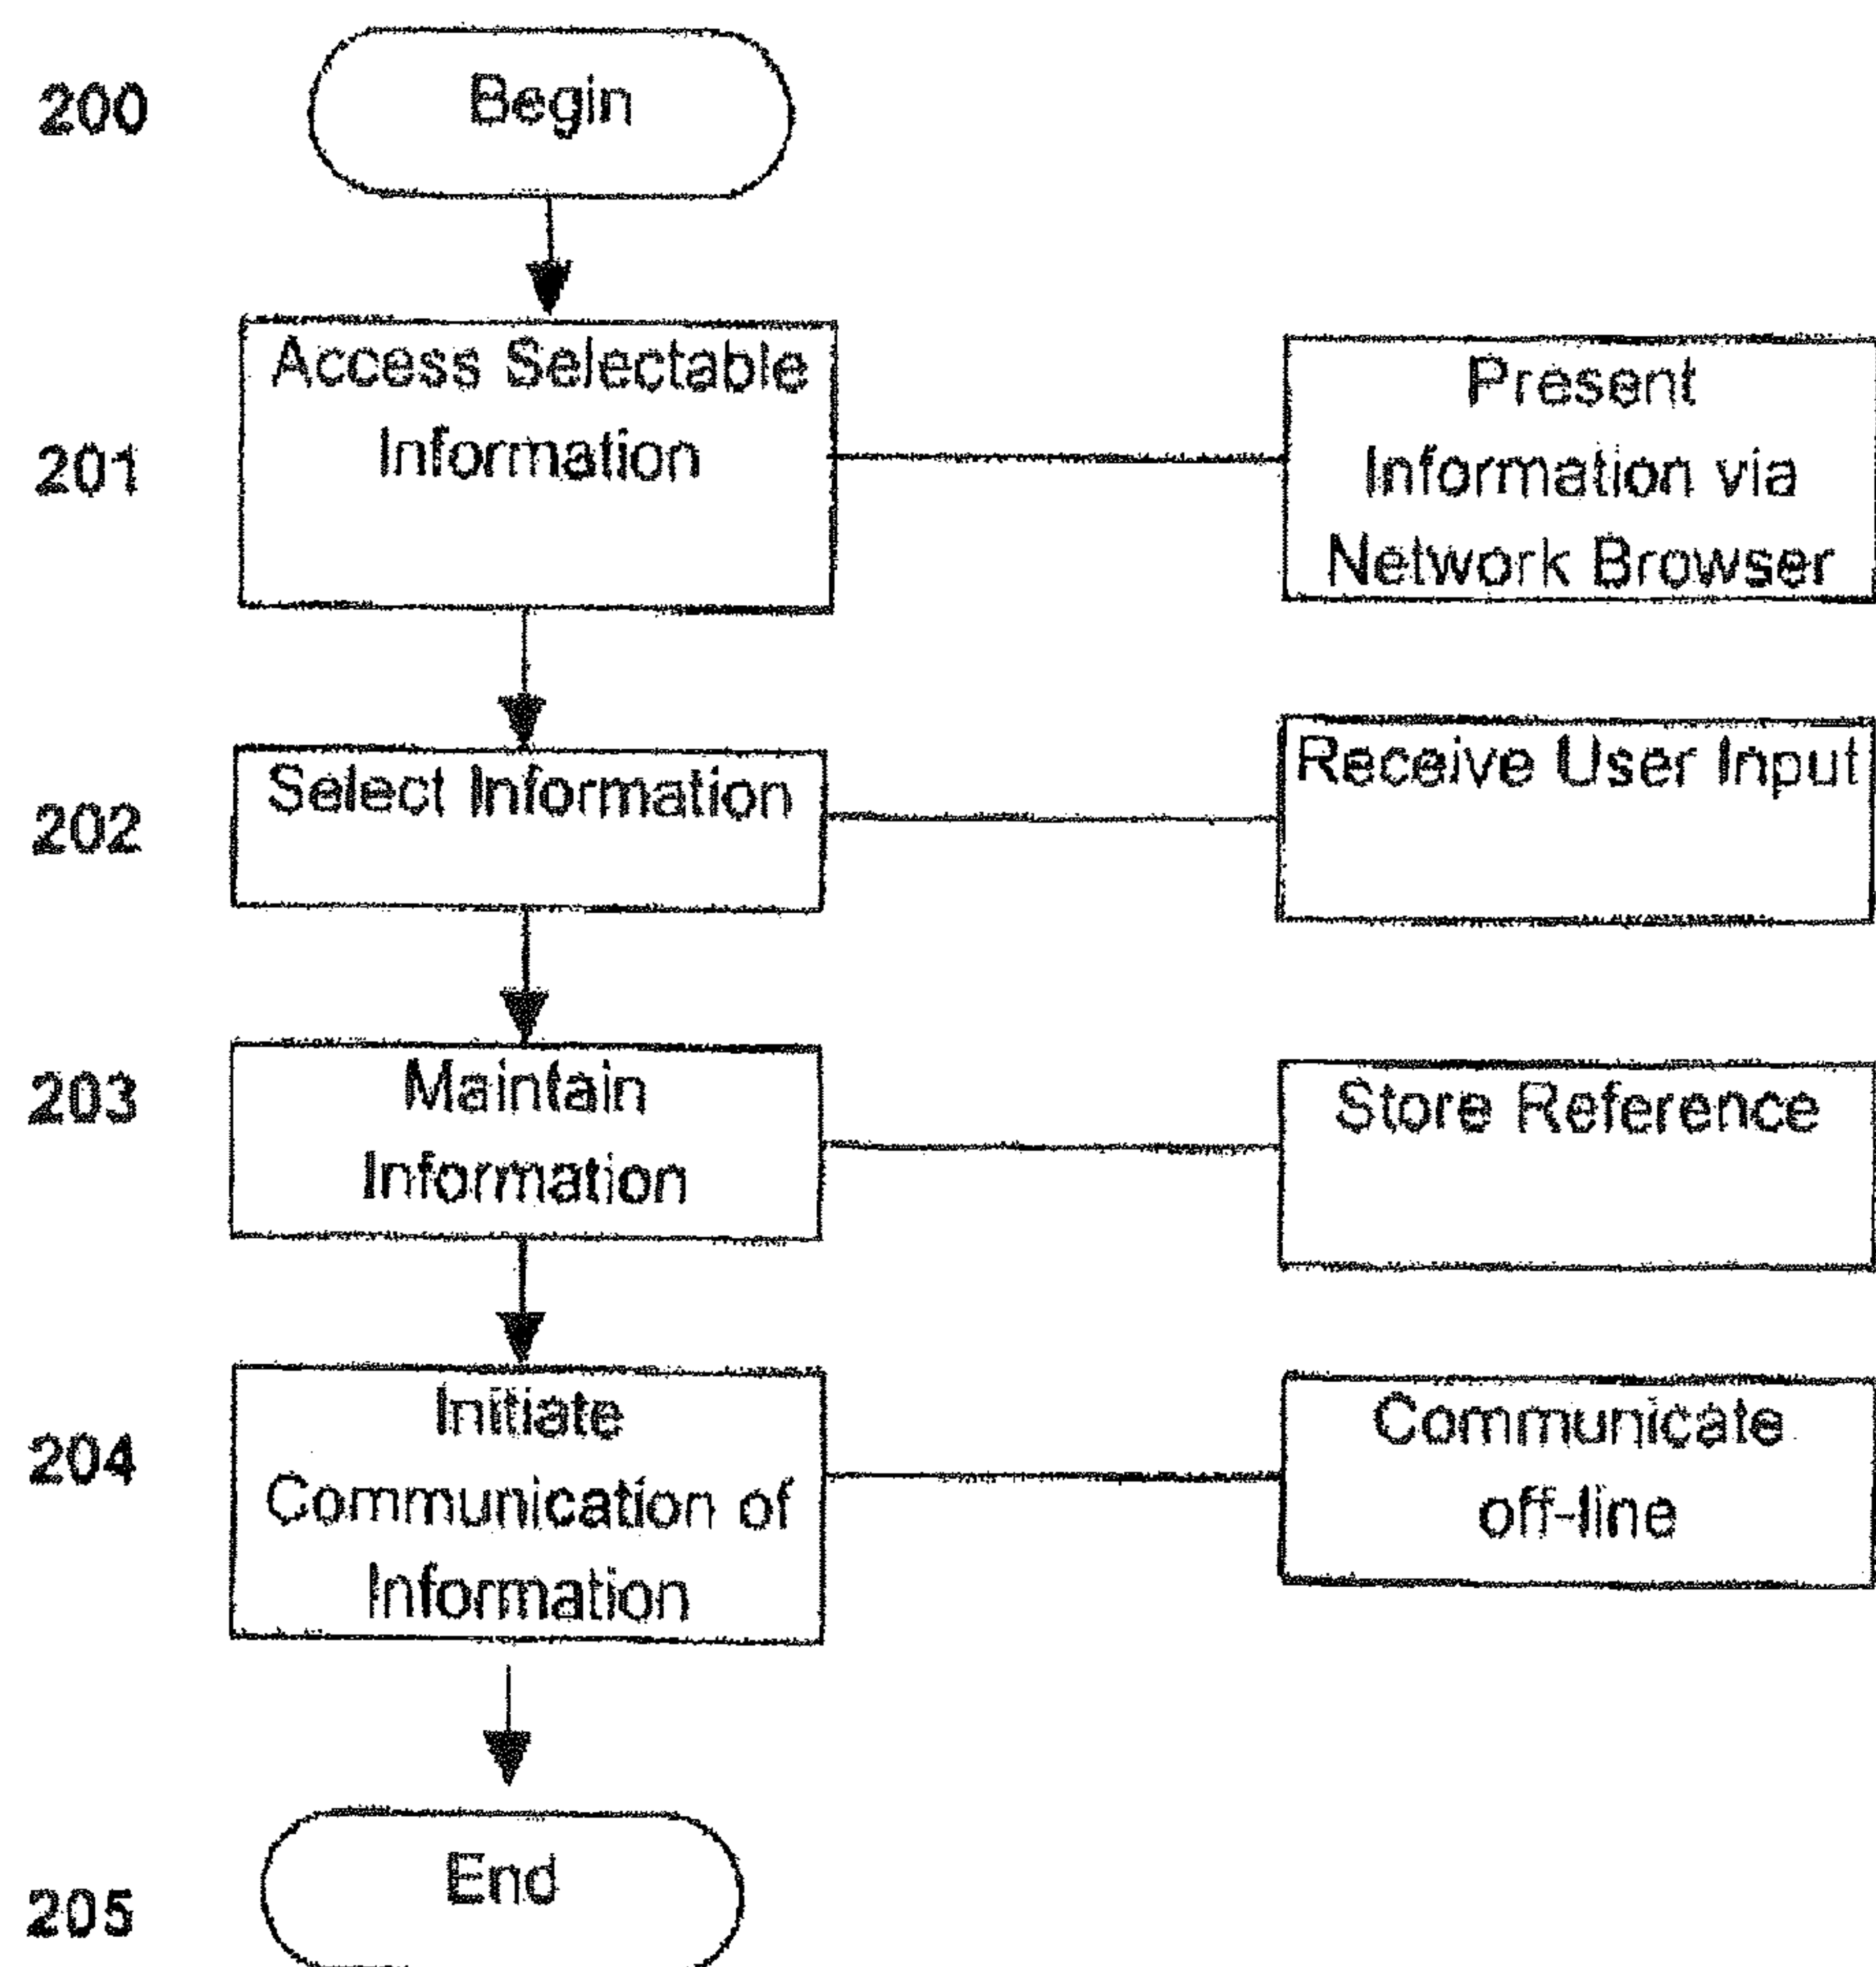 200
Begin
201
Access Selectable
Information
Present
Information via
Network Browser
202
Select Information
Receive User Input
203
Maintain
Information
Store Reference
204
Initiate
Communication of
Information
Communicate
off-line
205
End